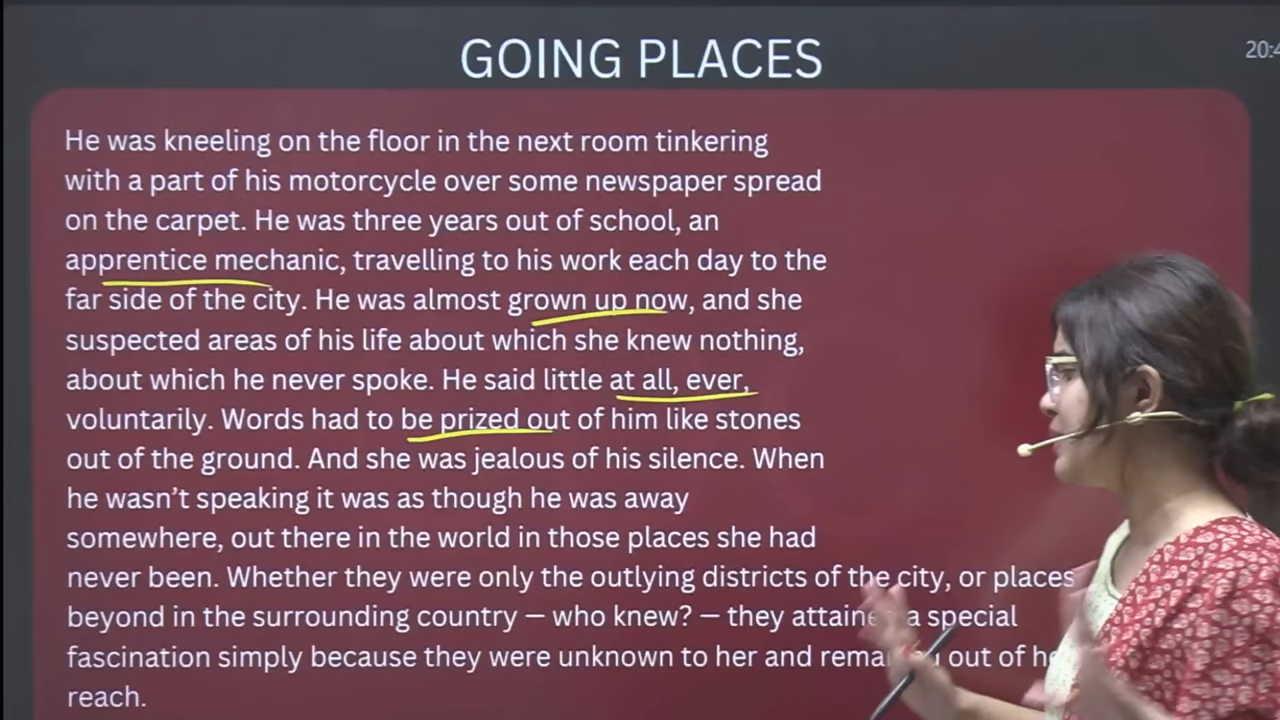 GOING PLACES
20:4
He was kneeling on the floor in the next room tinkering
with a part of his motorcycle over some newspaper spread
on the carpet. He was three years out of school, an
apprentice mechanic, travelling to his work each day to the
far side of the city. He was almost grown up now, and she
suspected areas of his life about which she knew nothing,
about which he never spoke. He said little at all, ever,
voluntarily. Words had to be prized out of him like stones
out of the ground. And she was jealous of his silence. When
he wasn’t speaking it was as though he was away
somewhere, out there in the world in those places she had
never been. Whether they were only the outlying districts of the city, or places
beyond in the surrounding country — who knew? — they a special
fascination simply because they were unknown to her and out of
reach.